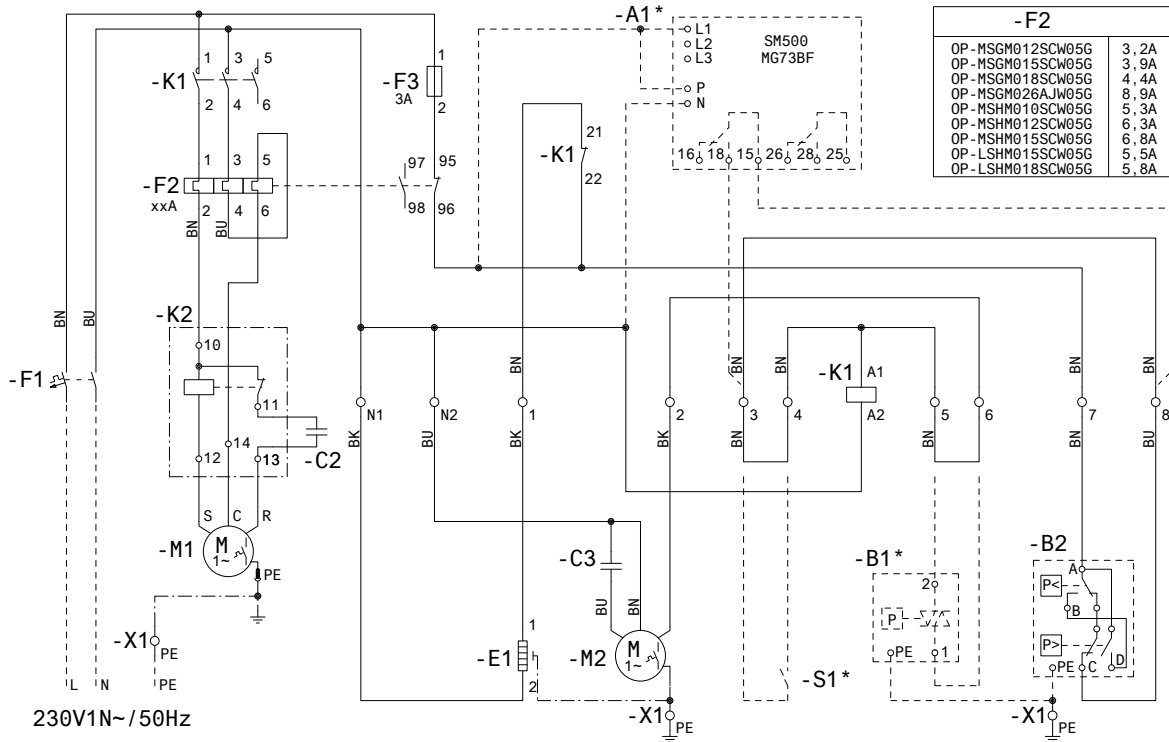 -A1*
L1
L2
L3
P
N
SM500
MG73BF
16 18 15 26 28 25
-F2
OP-MSGM012SCW05G 3,2A
OP-MSGM015SCW05G 3,9A
OP-MSGM018SCW05G 4,4A
OP-MSGM026AJW05G 8,9A
OP-MSHM010SCW05G 5,3A
OP-MSHM012SCW05G 6,3A
OP-MSHM015SCW05G 6,8A
OP-LSHM015SCW05G 5,5A
OP-LSHM018SCW05G 5,8A
1 3 5
-K1
2 4 6
-F3
3A
1
2
21
-K1
22
1 3 5
-F2
xxA
2 4 6
BN BU
97 95
98 96
BN BU
-K2
10
11
14
12 13
-C2
-F1
BN BN BN BN BN BN
-K1 A1
A2
N1 N2 1 2 3 4 5 6 7 8
BK BU BK BK BN BN BN BU
S C R
-M1
M
1~
PE
-X1
PE
L N PE
230V1N~/50Hz
-C3
BU BN
-M2
M
1~
-E1
1
2
-X1
PE
-S1*
-B1*
2
P
PE 1
-B2
A
P<
B
P>
PE C D
-X1
PE